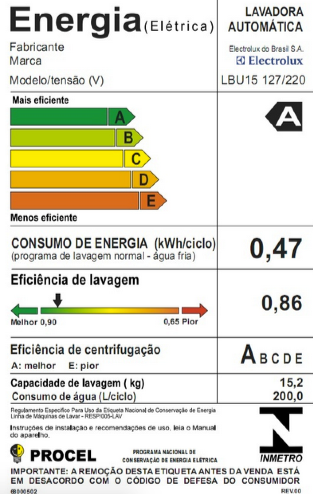 Energia (Elétrica)
LAVADORA
AUTOMÁTICA
Fabricante
Marca
Electrolux do Brasil S.A.
Electrolux
Modelo/tensão (V)
LBU15 127/220
Mais eficiente
A
A
B
C
D
E
Menos eficiente
CONSUMO DE ENERGIA (kWh/ciclo)
(programa de lavagem normal - água fria)
0,47
Eficiência de lavagem
0,86
Melhor 0,90
0,65 Pior
Eficiência de centrifugação
A: melhor E: pior
A B C D E
Capacidade de lavagem ( kg) 15,2
Consumo de água (L/ciclo) 200,0
Regulamento Específico Para Uso da Etiqueta Nacional de Conservação de Energia
Linha de Máquinas de Lavar - RESP\005-LAV
Instruções de instalação e recomendações de uso, leia o Manual
do aparelho.
PROCEL
PROGRAMA NACIONAL DE
CONSERVAÇÃO DE ENERGIA ELÉTRICA
INMETRO
IMPORTANTE: A REMOÇÃO DESTA ETIQUETA ANTES DA VENDA ESTÁ
EM DESACORDO COM O CÓDIGO DE DEFESA DO CONSUMIDOR
REV.00